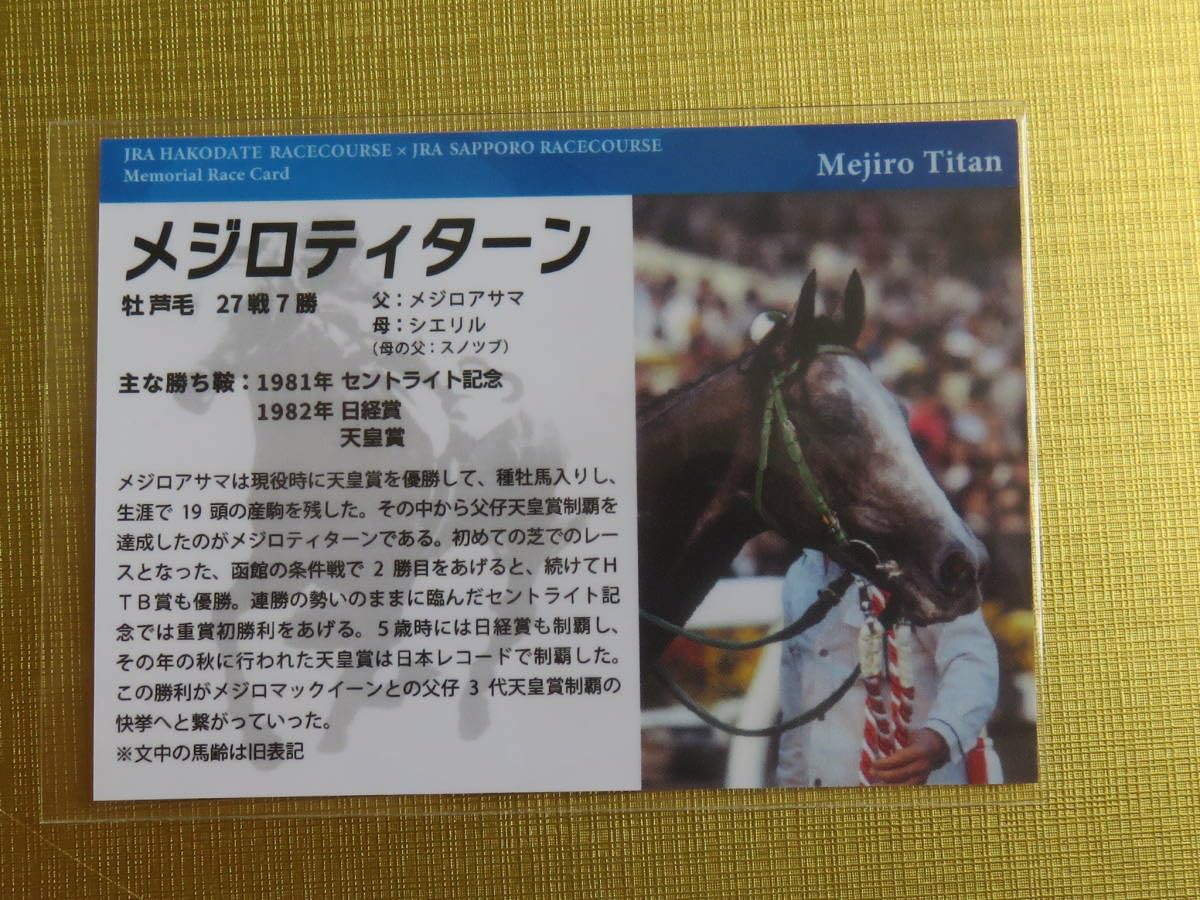 JRA HAKODATE RACECOURSE × JRA SAPPORO RACECOURSE
Memorial Race Card
Mejiro Titan
メジロティターン
牡 芦毛 27戦7勝
父：メジロアサマ
母：シエリル
（母の父：スノッブ）
主な勝ち鞍：1981年 セントライト記念
1982年 日経賞
天皇賞
メジロアサマは現役時に天皇賞を優勝して、種牡馬入りし、
生涯で 19 頭の産駒を残した。その中から父仔天皇賞制覇を
達成したのがメジロティターンである。初めての芝でのレー
スとなった、函館の条件戦で 2 勝目をあげると、続けてＨ
ＴＢ賞も優勝。連勝の勢いのままに臨んだセントライト記
念では重賞初勝利をあげる。５歳時には日経賞も制覇し、
その年の秋に行われた天皇賞は日本レコードで制覇した。
この勝利がメジロマックイーンとの父仔 3 代天皇賞制覇の
快挙へと繋がっていった。
※文中の馬齢は旧表記